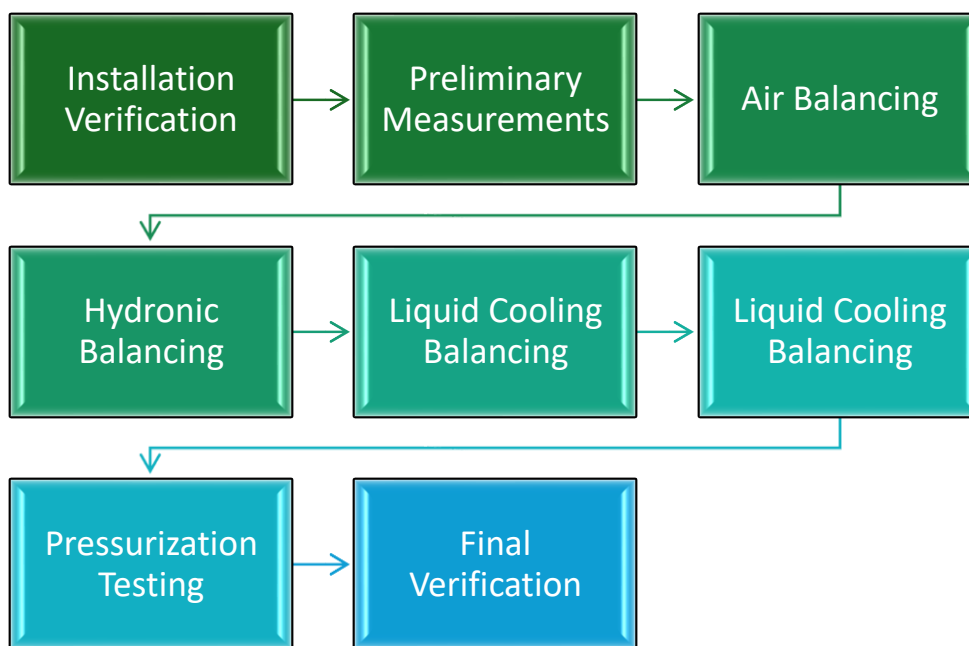 Installation
Verification
Preliminary
Measurements
Air Balancing
Hydronic
Balancing
Liquid Cooling
Balancing
Liquid Cooling
Balancing
Pressurization
Testing
Final
Verification